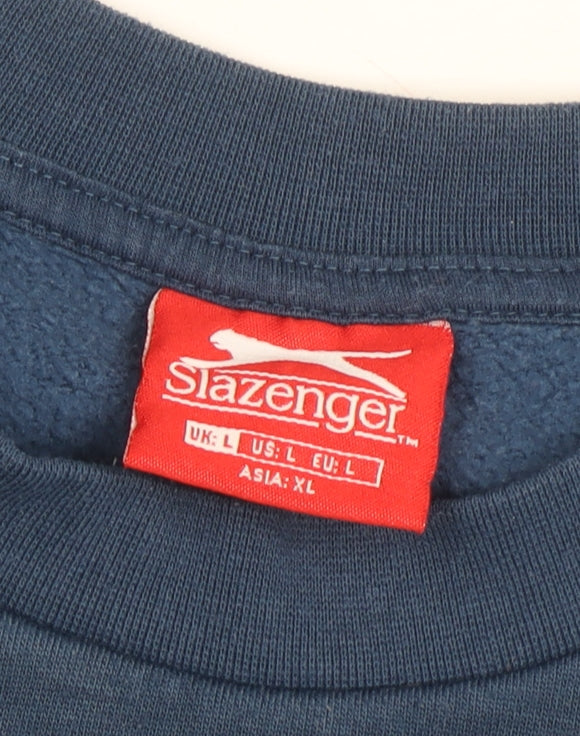 Slazenger
™
UK: L US: L EU: L
ASIA: XL